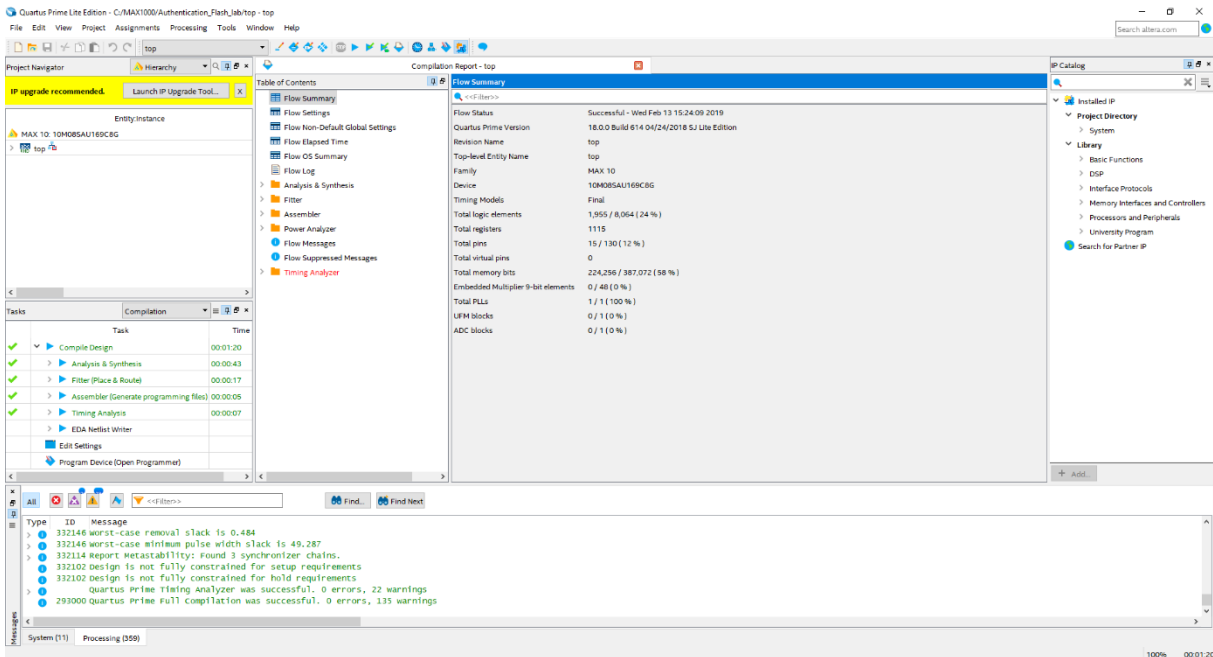 Quartus Prime Lite Edition - C:/MAX1000/Authentication_Flash_lab/top - top
File Edit View Project Assignments Processing Tools Window Help
Search altera.com
top
Project Navigator
Hierarchy
Compilation Report - top
IP Catalog
IP upgrade recommended.
Launch IP Upgrade Tool...
Entity:Instance
MAX 10: 10M08SAU169C8G
top
Table of Contents
Flow Summary
Flow Settings
Flow Non-Default Global Settings
Flow Elapsed Time
Flow OS Summary
Flow Log
Analysis & Synthesis
Fitter
Assembler
Power Analyzer
Flow Messages
Flow Suppressed Messages
Timing Analyzer
Flow Summary
<<Filter>>
Flow Status Successful - Wed Feb 13 15:24:09 2019
Quartus Prime Version 18.0.0 Build 614 04/24/2018 SJ Lite Edition
Revision Name top
Top-level Entity Name top
Family MAX 10
Device 10M08SAU169C8G
Timing Models Final
Total logic elements 1,955 / 8,064 ( 24 % )
Total registers 1115
Total pins 15 / 130 ( 12 % )
Total virtual pins 0
Total memory bits 224,256 / 387,072 ( 58 % )
Embedded Multiplier 9-bit elements 0 / 48 ( 0 % )
Total PLLs 1 / 1 ( 100 % )
UFM blocks 0 / 1 ( 0 % )
ADC blocks 0 / 1 ( 0 % )
Installed IP
Project Directory
System
Library
Basic Functions
DSP
Interface Protocols
Memory Interfaces and Controllers
Processors and Peripherals
University Program
Search for Partner IP
+ Add...
Tasks
Compilation
Task Time
Compile Design 00:01:20
Analysis & Synthesis 00:00:43
Fitter (Place & Route) 00:00:17
Assembler (Generate programming files) 00:00:05
Timing Analysis 00:00:07
EDA Netlist Writer
Edit Settings
Program Device (Open Programmer)
All
<<Filter>>
Find...
Find Next
Type ID Message
332146 Worst-case removal slack is 0.484
332146 Worst-case minimum pulse width slack is 49.287
332114 Report Metastability: Found 3 synchronizer chains.
332102 Design is not fully constrained for setup requirements
332102 Design is not fully constrained for hold requirements
Quartus Prime Timing Analyzer was successful. 0 errors, 22 warnings
293000 Quartus Prime Full Compilation was successful. 0 errors, 135 warnings
Messages
System (11) Processing (359)
100% 00:01:20